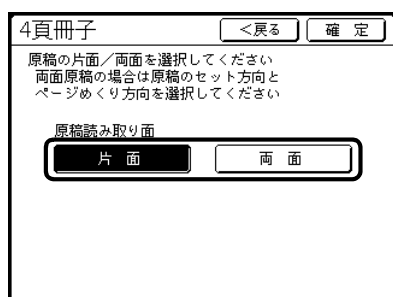 4頁冊子 <戻る 確 定
原稿の片面／両面を選択してください
両面原稿の場合は原稿のセット方向と
ページめくり方向を選択してください
原稿読み取り面
片 面 両 面